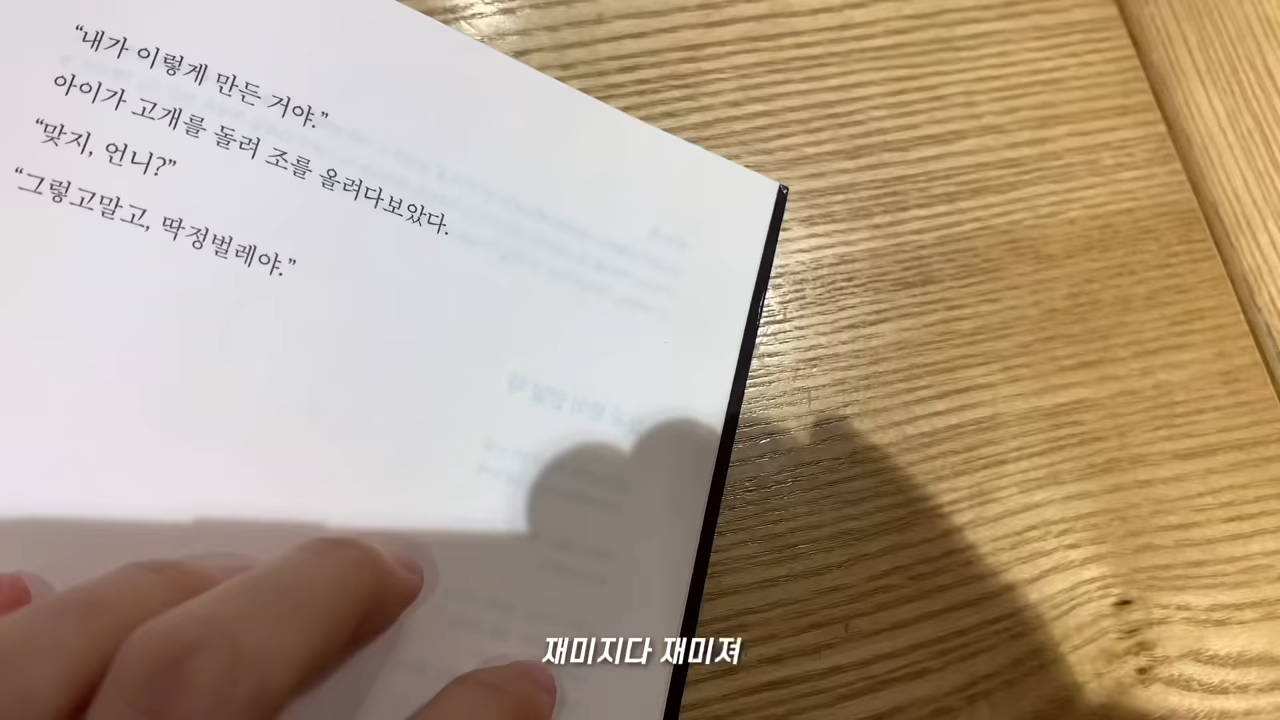 “내가 이렇게 만든 거야.”
아이가 고개를 돌려 조를 올려다보았다.
“맞지, 언니?”
“그렇고말고, 딱정벌레야.”
재미지다 재미져